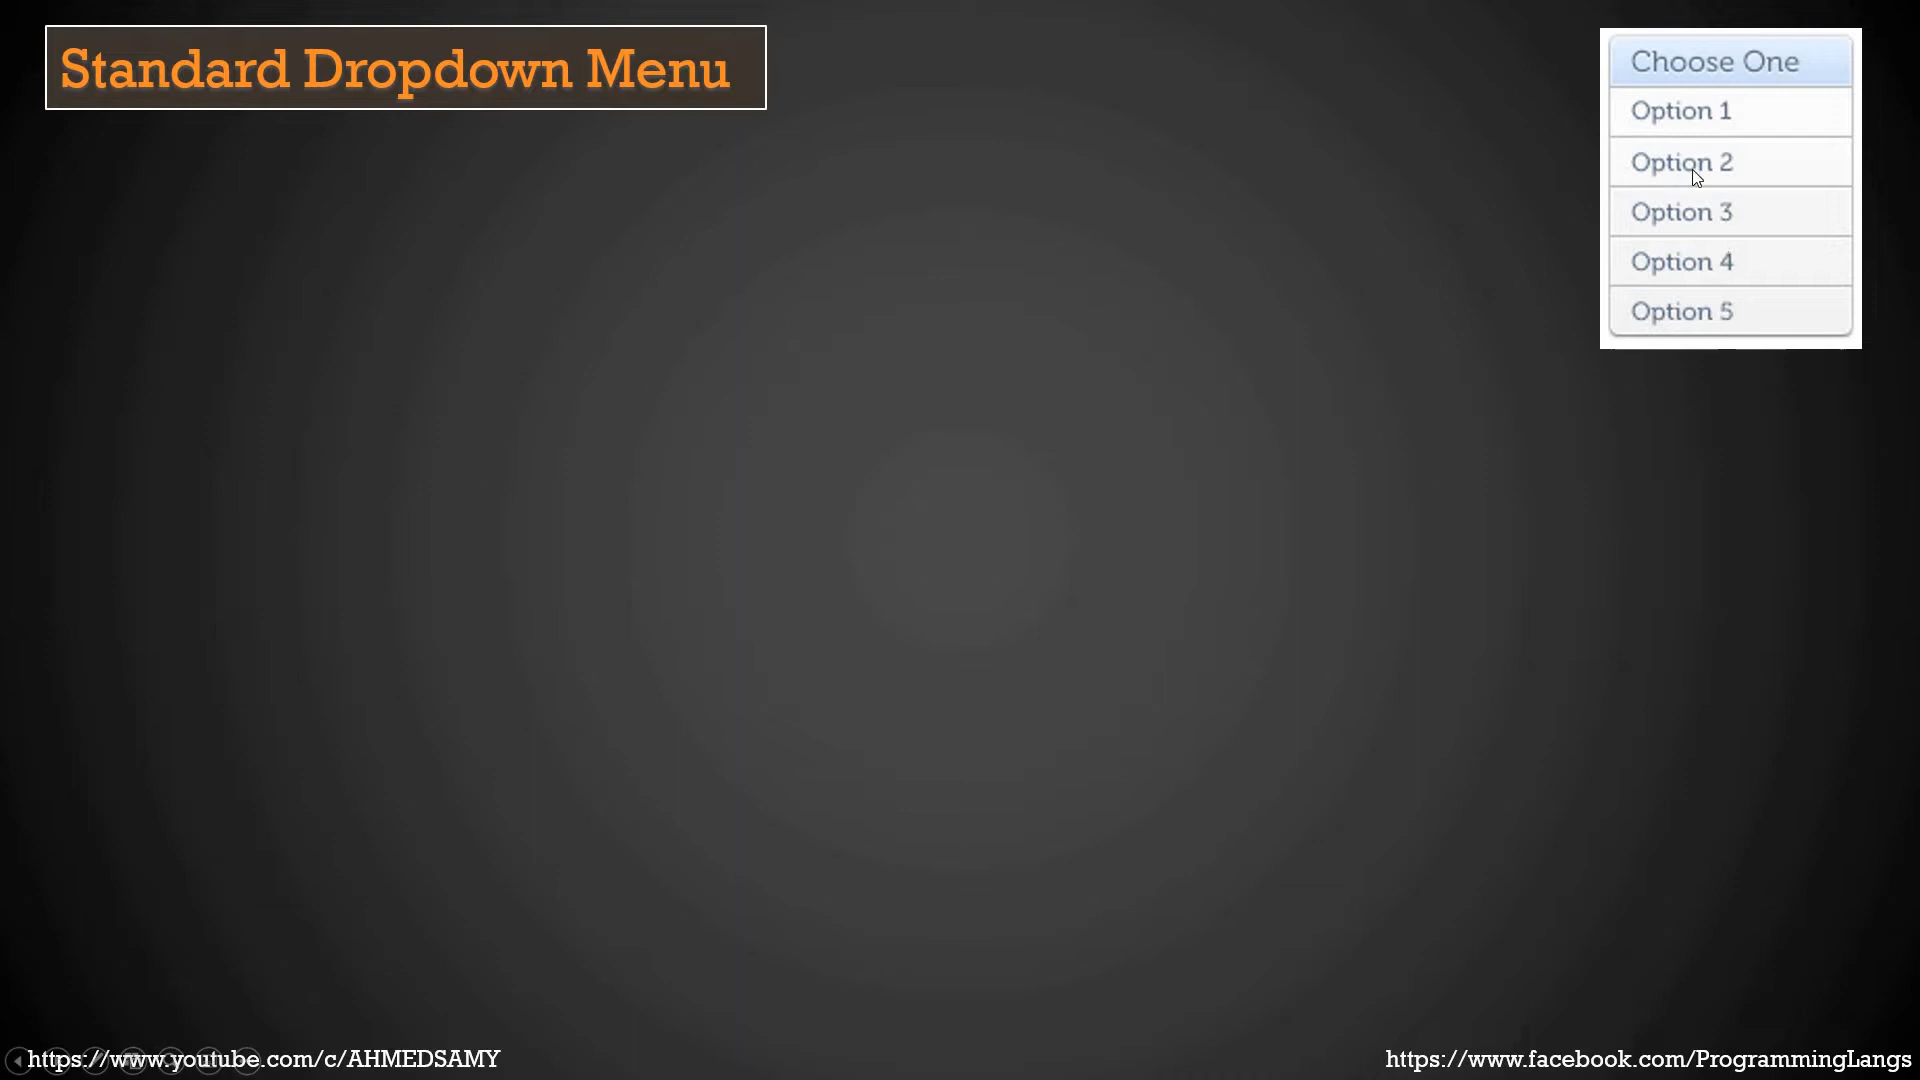 Standard Dropdown Menu
Choose One
Option 1
Option 2
Option 3
Option 4
Option 5
https://www.youtube.com/c/AHMEDSAMY
https://www.facebook.com/ProgrammingLangs